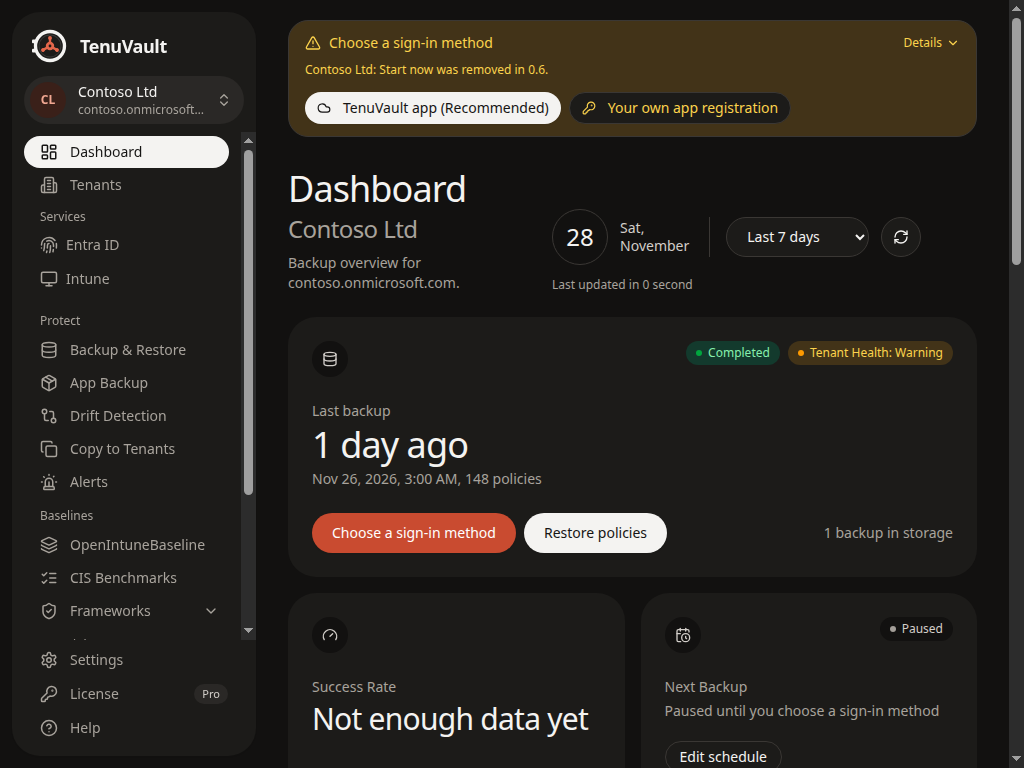 TenuVault
CL
Contoso Ltd
contoso.onmicrosoft...
Dashboard
Tenants
Services
Entra ID
Intune
Protect
Backup & Restore
App Backup
Drift Detection
Copy to Tenants
Alerts
Baselines
OpenIntuneBaseline
CIS Benchmarks
Frameworks
Settings
License
Pro
Help
Choose a sign-in method
Details
Contoso Ltd: Start now was removed in 0.6.
TenuVault app (Recommended)
Your own app registration
Dashboard
Contoso Ltd
Backup overview for
contoso.onmicrosoft.com.
28
Sat,
November
Last 7 days
Last updated in 0 second
Completed
Tenant Health: Warning
Last backup
1 day ago
Nov 26, 2026, 3:00 AM, 148 policies
Choose a sign-in method
Restore policies
1 backup in storage
Success Rate
Not enough data yet
Paused
Next Backup
Paused until you choose a sign-in method
Edit schedule